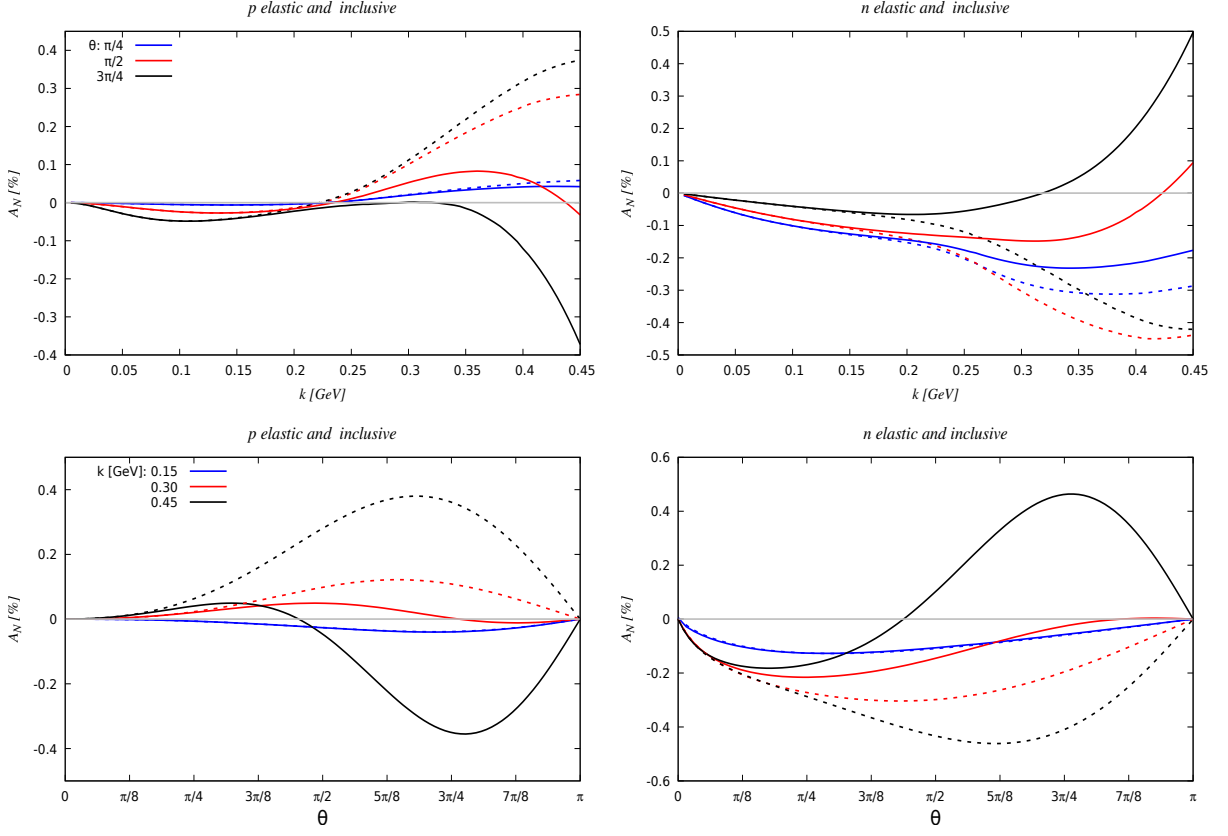 p elastic and inclusive
θ: π/4
π/2
3π/4
A_N [%]
0.4
0.3
0.2
0.1
0
-0.1
-0.2
-0.3
-0.4
0 0.05 0.1 0.15 0.2 0.25 0.3 0.35 0.4 0.45
k [GeV]
n elastic and inclusive
A_N [%]
0.5
0.4
0.3
0.2
0.1
0
-0.1
-0.2
-0.3
-0.4
-0.5
0 0.05 0.1 0.15 0.2 0.25 0.3 0.35 0.4 0.45
k [GeV]
p elastic and inclusive
k [GeV]: 0.15
0.30
0.45
A_N [%]
0.4
0.2
0
-0.2
-0.4
0 π/8 π/4 3π/8 π/2 5π/8 3π/4 7π/8 π
θ
n elastic and inclusive
A_N [%]
0.6
0.4
0.2
0
-0.2
-0.4
-0.6
0 π/8 π/4 3π/8 π/2 5π/8 3π/4 7π/8 π
θ